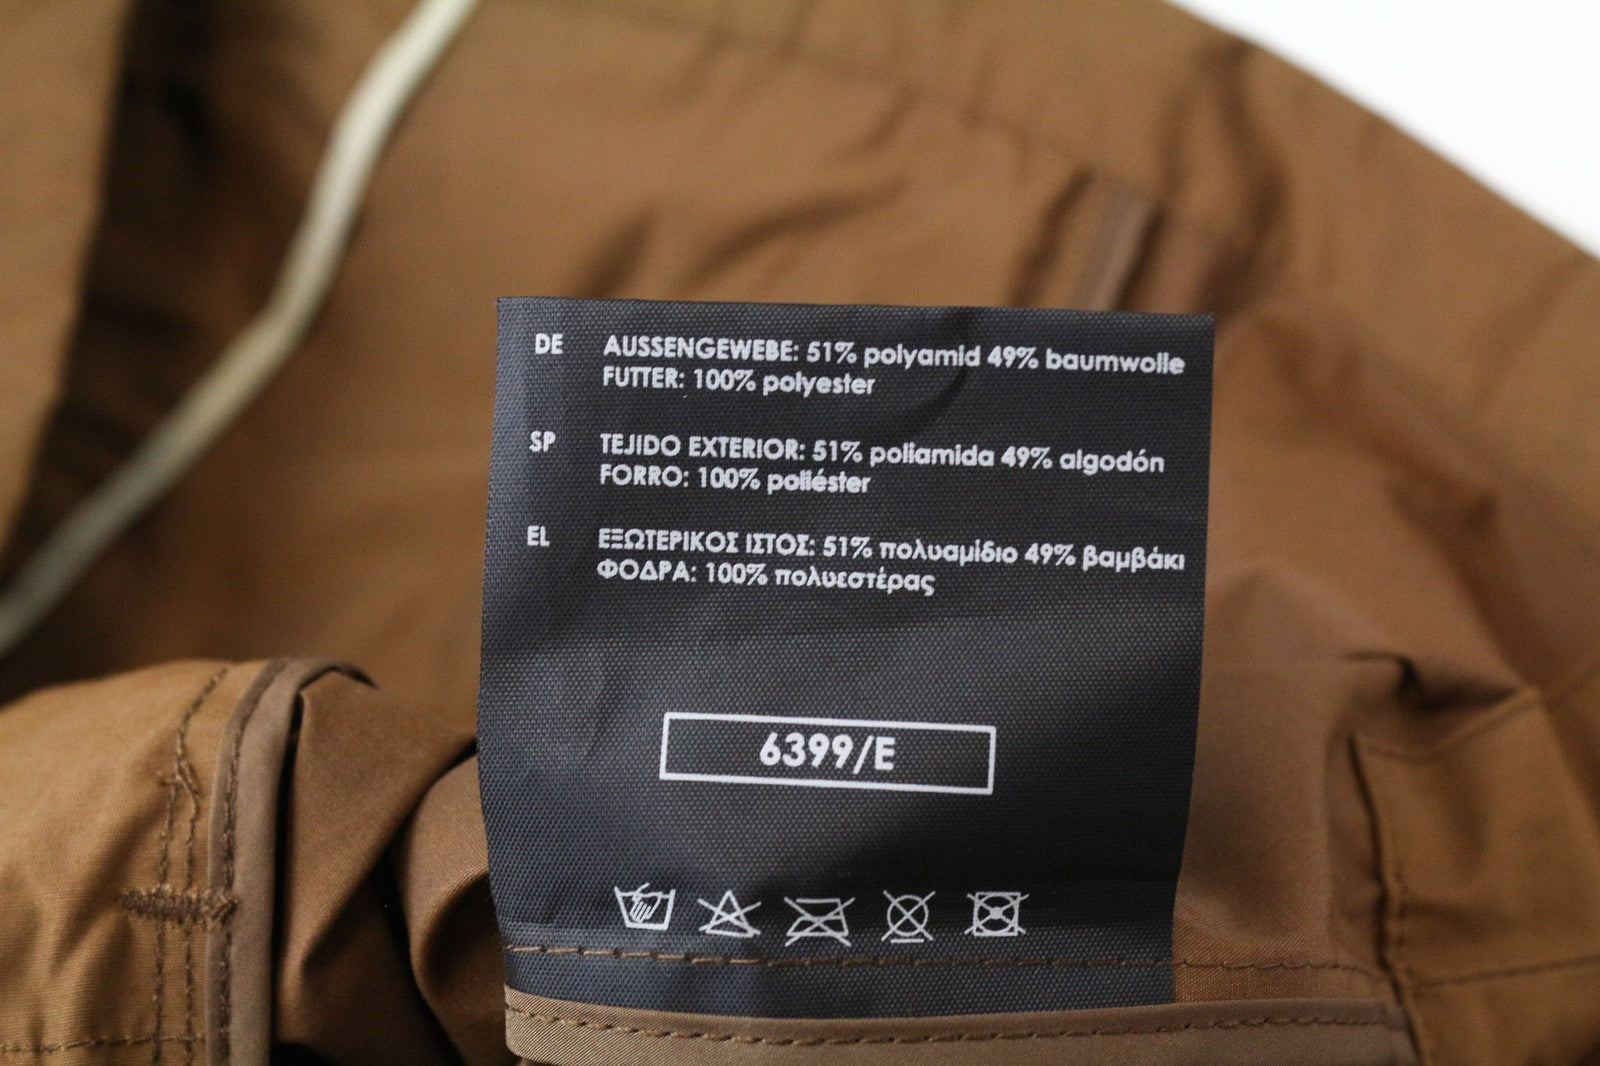 DE AUSSENGEWEBE: 51% polyamid 49% baumwolle
FUTTER: 100% polyester
SP TEJIDO EXTERIOR: 51% poliamida 49% algodón
FORRO: 100% poliéster
EL ΕΞΩΤΕΡΙΚΟΣ ΙΣΤΟΣ: 51% πολυαμίδιο 49% βαμβάκι
ΦΟΔΡΑ: 100% πολυεστέρας
6399/E